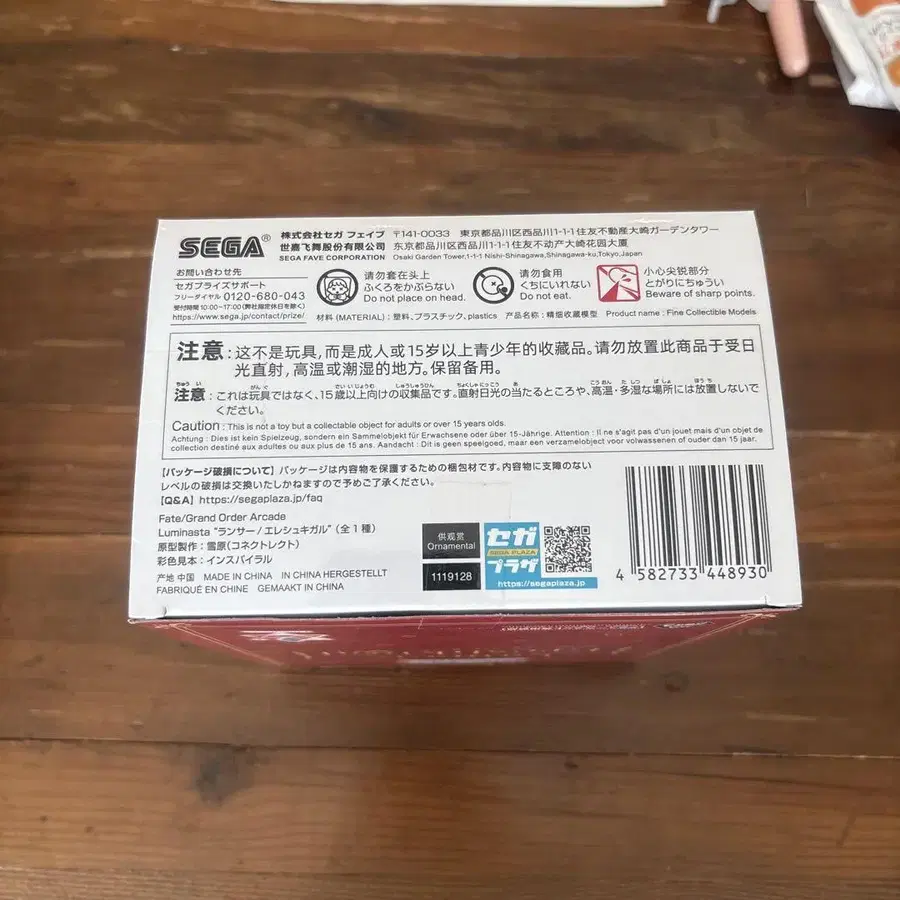 SEGA®
株式会社セガ フェイブ 〒141-0033 東京都品川区西品川1-1-1住友不動産大崎ガーデンタワー
世嘉飞舞股份有限公司 东京都品川区西品川1-1-1住友不动产大崎花园大厦
SEGA FAVE CORPORATION Osaki Garden Tower,1-1-1 Nishi-Shinagawa,Shinagawa-ku,Tokyo,Japan
お問い合わせ先
セガプライズサポート
フリーダイヤル 0120-680-043
受付時間 10:00~17:00(弊社指定休日を除く)
https://www.sega.jp/contact/prize/
请勿套在头上
ふくろをかぶらない
Do not place on head.
请勿食用
くちにいれない
Do not eat.
小心尖锐部分
とがりにちゅうい
Beware of sharp points.
材料 (MATERIAL) : 塑料、プラスチック、plastics 产品名称 : 精细收藏模型 Product name : Fine Collectible Models
注意 : 这不是玩具,而是成人或15岁以上青少年的收藏品。请勿放置此商品于受日
光直射,高温或潮湿的地方。保留备用。
注意 : これは玩具ではなく、15歳以上向けの収集品です。直射日光の当たるところや、高温・多湿な場所には放置しないで
ください。
Caution : This is not a toy but a collectable object for adults or over 15 years olds.
Achtung : Dies ist kein Spielzeug, sondern ein Sammelobjekt für Erwachsene oder über 15-Jährige. Attention : Il ne s'agit pas d'un jouet mais d'un objet de
collection destiné aux adultes ou aux plus de 15 ans. Aandacht : Dit is geen speelgoed, maar een verzamelobject voor volwassenen of ouder dan 15 jaar.
【パッケージ破損について】パッケージは内容物を保護するための梱包材です。内容物に支障のない
レベルの破損は交換いたしかねますので予めご了承ください。
【Q&A】https://segaplaza.jp/faq
Fate/Grand Order Arcade
Luminasta “ランサー/エレシュキガル”(全1種)
原型製作 : 雪原(コネクトレクト)
彩色見本 : インスパイラル
产地 中国 MADE IN CHINA IN CHINA HERGESTELLT
FABRIQUÉ EN CHINE GEMAAKT IN CHINA
供观赏
Ornamental
1119128
セガ
SEGA PLAZA
プラザ
https://segaplaza.jp
4 582733 448930